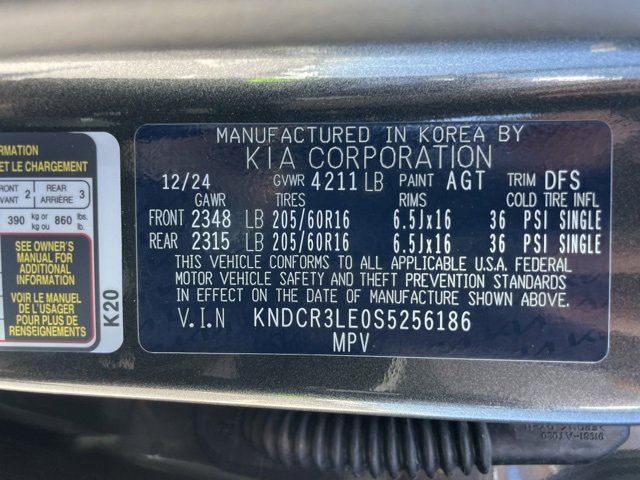 ORMATION
ET LE CHARGEMENT
FRONT
VANT 2 REAR
ARRIÈRE 3
390 kg or
kg ou 860 lbs.
lb.
SEE OWNER'S
MANUAL FOR
ADDITIONAL
INFORMATION
VOIR LE MANUEL
DE L'USAGER
POUR PLUS DE
RENSEIGNEMENTS
K20
MANUFACTURED IN KOREA BY
KIA CORPORATION
12/24 GVWR 4211 LB PAINT AGT TRIM DFS
GAWR TIRES RIMS COLD TIRE INFL
FRONT 2348 LB 205/60R16 6.5Jx16 36 PSI SINGLE
REAR 2315 LB 205/60R16 6.5Jx16 36 PSI SINGLE
THIS VEHICLE CONFORMS TO ALL APPLICABLE U.S.A. FEDERAL
MOTOR VEHICLE SAFETY AND THEFT PREVENTION STANDARDS
IN EFFECT ON THE DATE OF MANUFACTURE SHOWN ABOVE.
V.I.N KNDCR3LE0S5256186
MPV